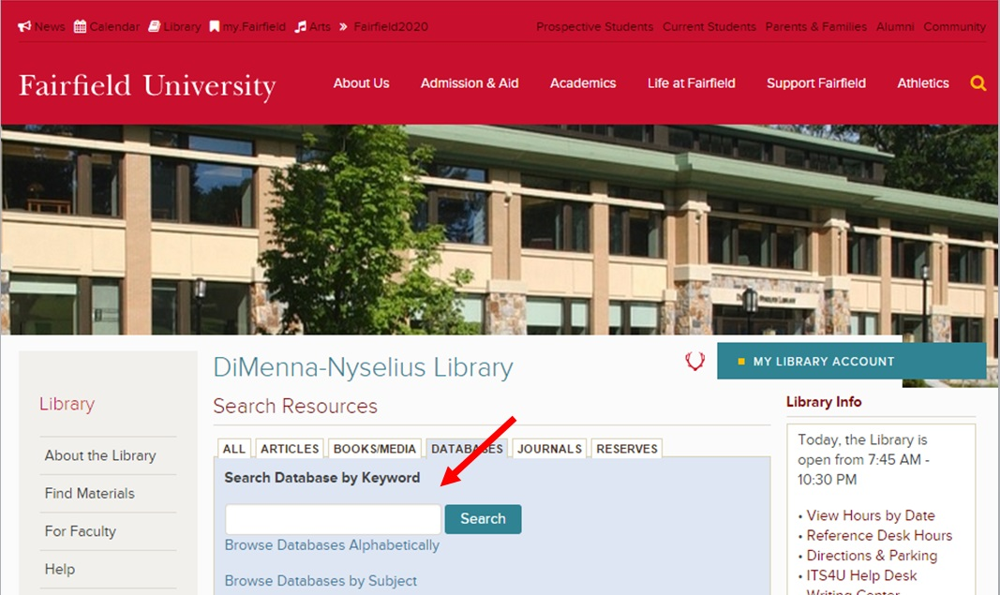 News Calendar Library my.Fairfield Arts Fairfield2020 Prospective Students Current Students Parents & Families Alumni Community
Fairfield University About Us Admission & Aid Academics Life at Fairfield Support Fairfield Athletics
DiMenna-Nyselius Library
MY LIBRARY ACCOUNT
Library
About the Library
Find Materials
For Faculty
Help
Search Resources
ALL ARTICLES BOOKS/MEDIA DATABASES JOURNALS RESERVES
Search Database by Keyword
Search
Browse Databases Alphabetically
Browse Databases by Subject
Library Info
Today, the Library is
open from 7:45 AM -
10:30 PM
• View Hours by Date
• Reference Desk Hours
• Directions & Parking
• ITS4U Help Desk
Writing Center